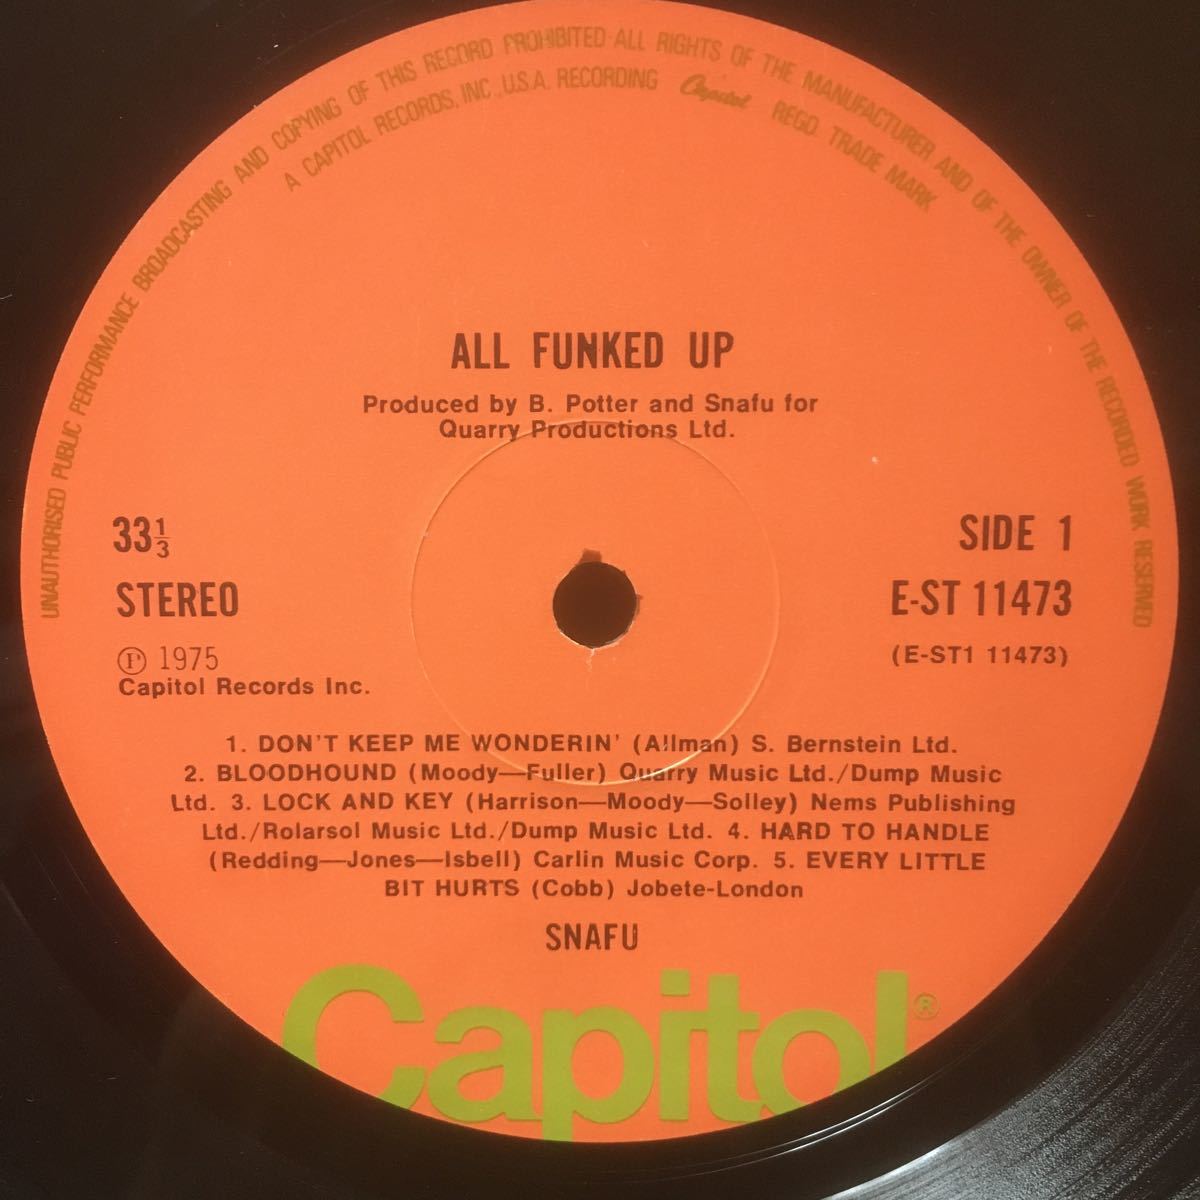 UNAUTHORISED PUBLIC PERFORMANCE BROADCASTING AND COPYING OF THIS RECORD PROHIBITED·ALL RIGHTS OF THE MANUFACTURER AND OF THE OWNER OF THE RECORDED WORK RESERVED
A CAPITOL RECORDS, INC., U.S.A. RECORDING Capitol REGD. TRADE MARK
ALL FUNKED UP
Produced by B. Potter and Snafu for
Quarry Productions Ltd.
33⅓
STEREO
Ⓟ 1975
Capitol Records Inc.
SIDE 1
E-ST 11473
(E-ST1 11473)
1. DON'T KEEP ME WONDERIN' (Allman) S. Bernstein Ltd.
2. BLOODHOUND (Moody—Fuller) Quarry Music Ltd./Dump Music
Ltd. 3. LOCK AND KEY (Harrison—Moody—Solley) Nems Publishing
Ltd./Rolarsol Music Ltd./Dump Music Ltd. 4. HARD TO HANDLE
(Redding—Jones—Isbell) Carlin Music Corp. 5. EVERY LITTLE
BIT HURTS (Cobb) Jobete-London
SNAFU
Capitol®